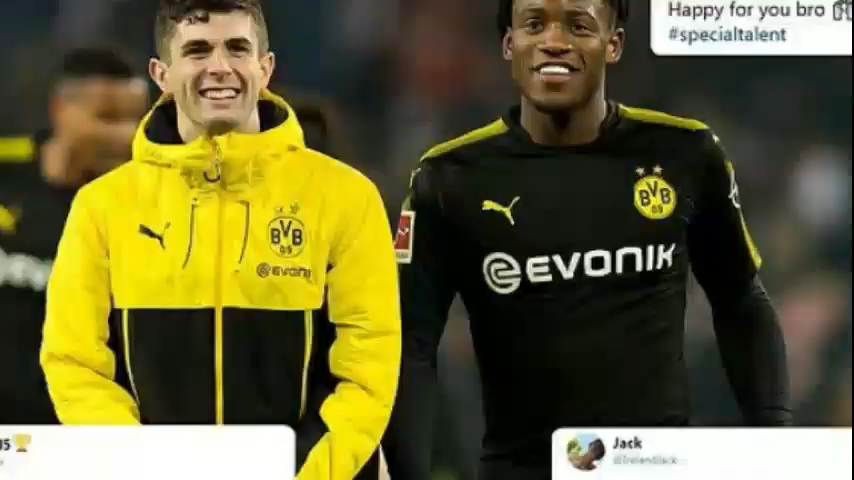 Happy for you bro
#specialtalent
BVB
09
BVB
09
EVONIK
EVONIK
Jack